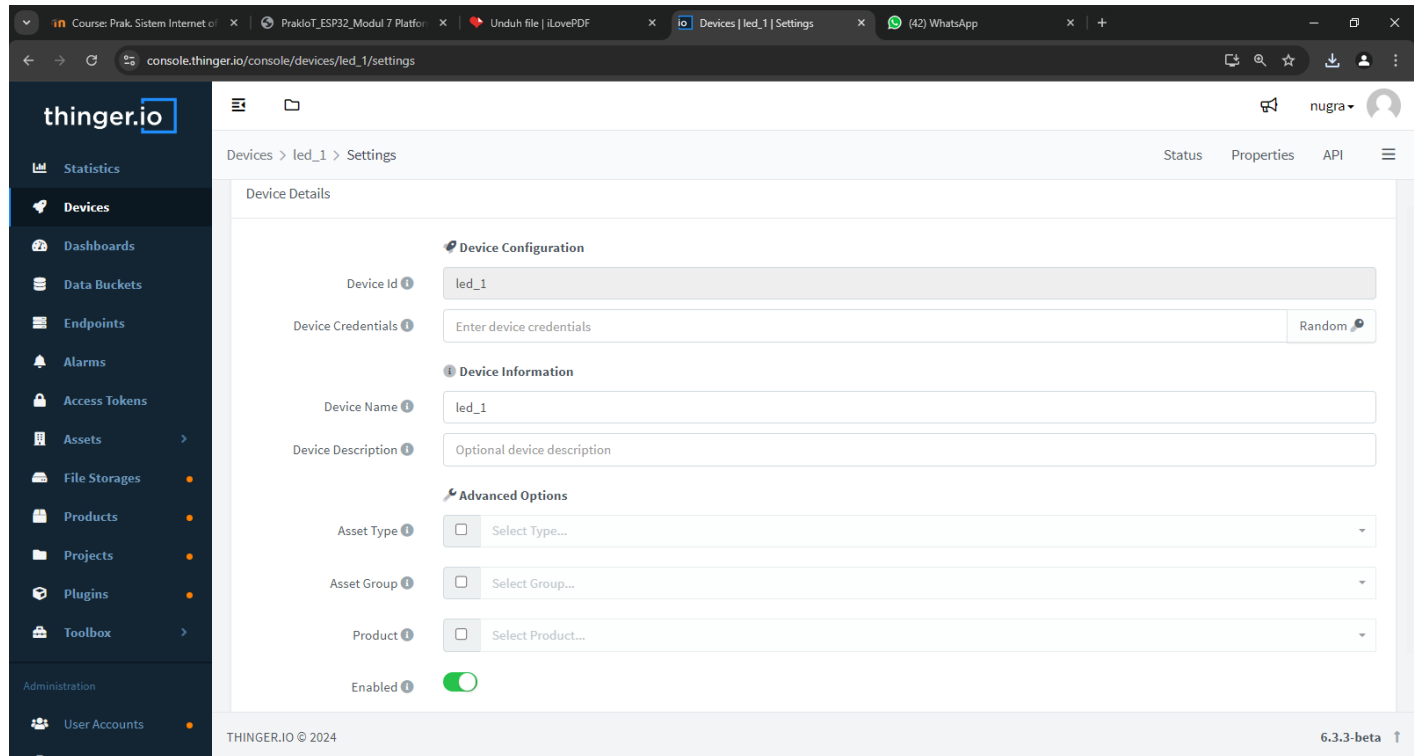 Course: Prak. Sistem Internet of
PrakIoT_ESP32_Modul 7 Platfor
Unduh file | iLovePDF
io Devices | led_1 | Settings
(42) WhatsApp
console.thinger.io/console/devices/led_1/settings
thinger.io
nugra
Devices > led_1 > Settings
Status
Properties
API
Statistics
Devices
Dashboards
Data Buckets
Endpoints
Alarms
Access Tokens
Assets
File Storages
Products
Projects
Plugins
Toolbox
Administration
User Accounts
Device Details
Device Configuration
Device Id
led_1
Device Credentials
Enter device credentials
Random
Device Information
Device Name
led_1
Device Description
Optional device description
Advanced Options
Asset Type
Select Type...
Asset Group
Select Group...
Product
Select Product...
Enabled
THINGER.IO © 2024
6.3.3-beta